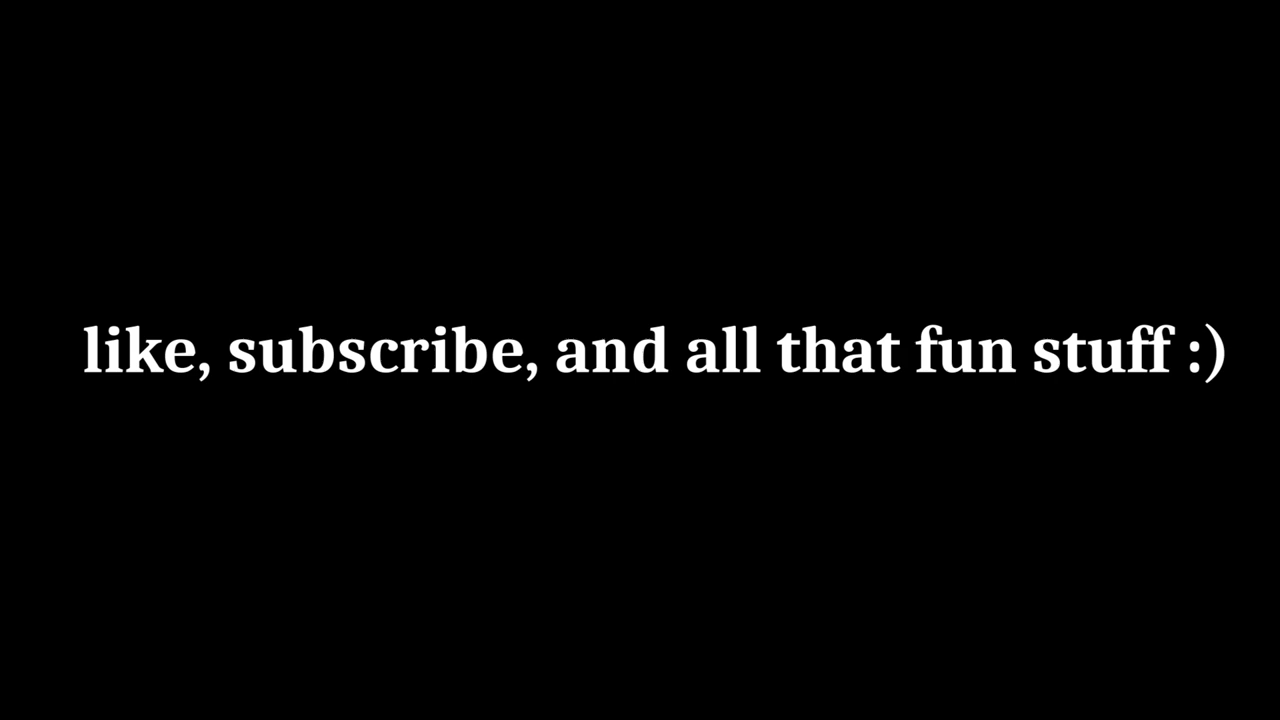 like, subscribe, and all that fun stuff :)